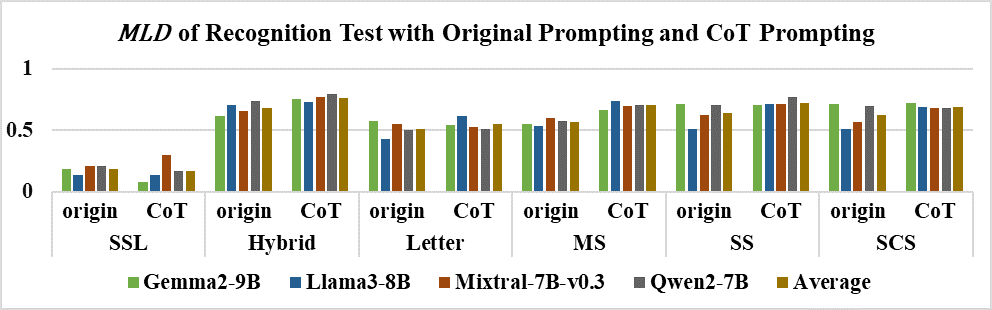 MLD of Recognition Test with Original Prompting and CoT Prompting
1
0.5
0
origin CoT origin CoT origin CoT origin CoT origin CoT origin CoT
SSL Hybrid Letter MS SS SCS
Gemma2-9B Llama3-8B Mixtral-7B-v0.3 Qwen2-7B Average